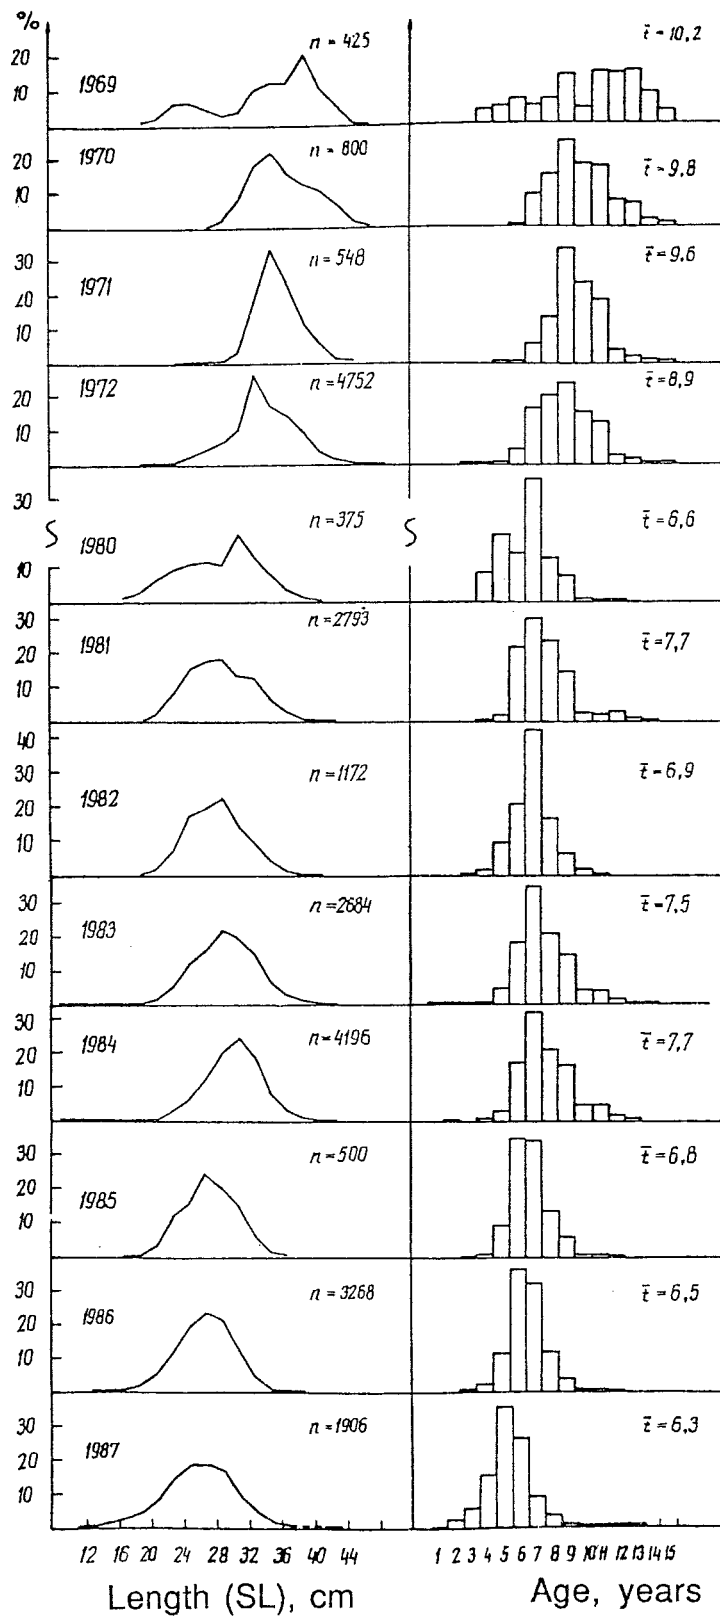 %
n=425
t̄=10,2
20
1969
10
1970
n=800
t̄=9.8
20
10
30
1971
n=548
t̄=9.6
20
10
1972
n=4752
t̄=8,9
20
10
30
1980
n=375
t̄=6,6
10
30
1981
n=2793
t̄=7,7
20
10
40
30
1982
n=1172
t̄=6,9
20
10
30
1983
n=2684
t̄=7,5
20
10
30
1984
n=4196
t̄=7,7
20
10
30
1985
n=500
t̄=6,8
20
10
30
1986
n=3268
t̄=6,5
20
10
30
1987
n=1906
t̄=6,3
20
10
12 16 20 24 28 32 36 40 44 1 2 3 4 5 6 7 8 9 10 11 12 13 14 15
Length (SL), cm Age, years